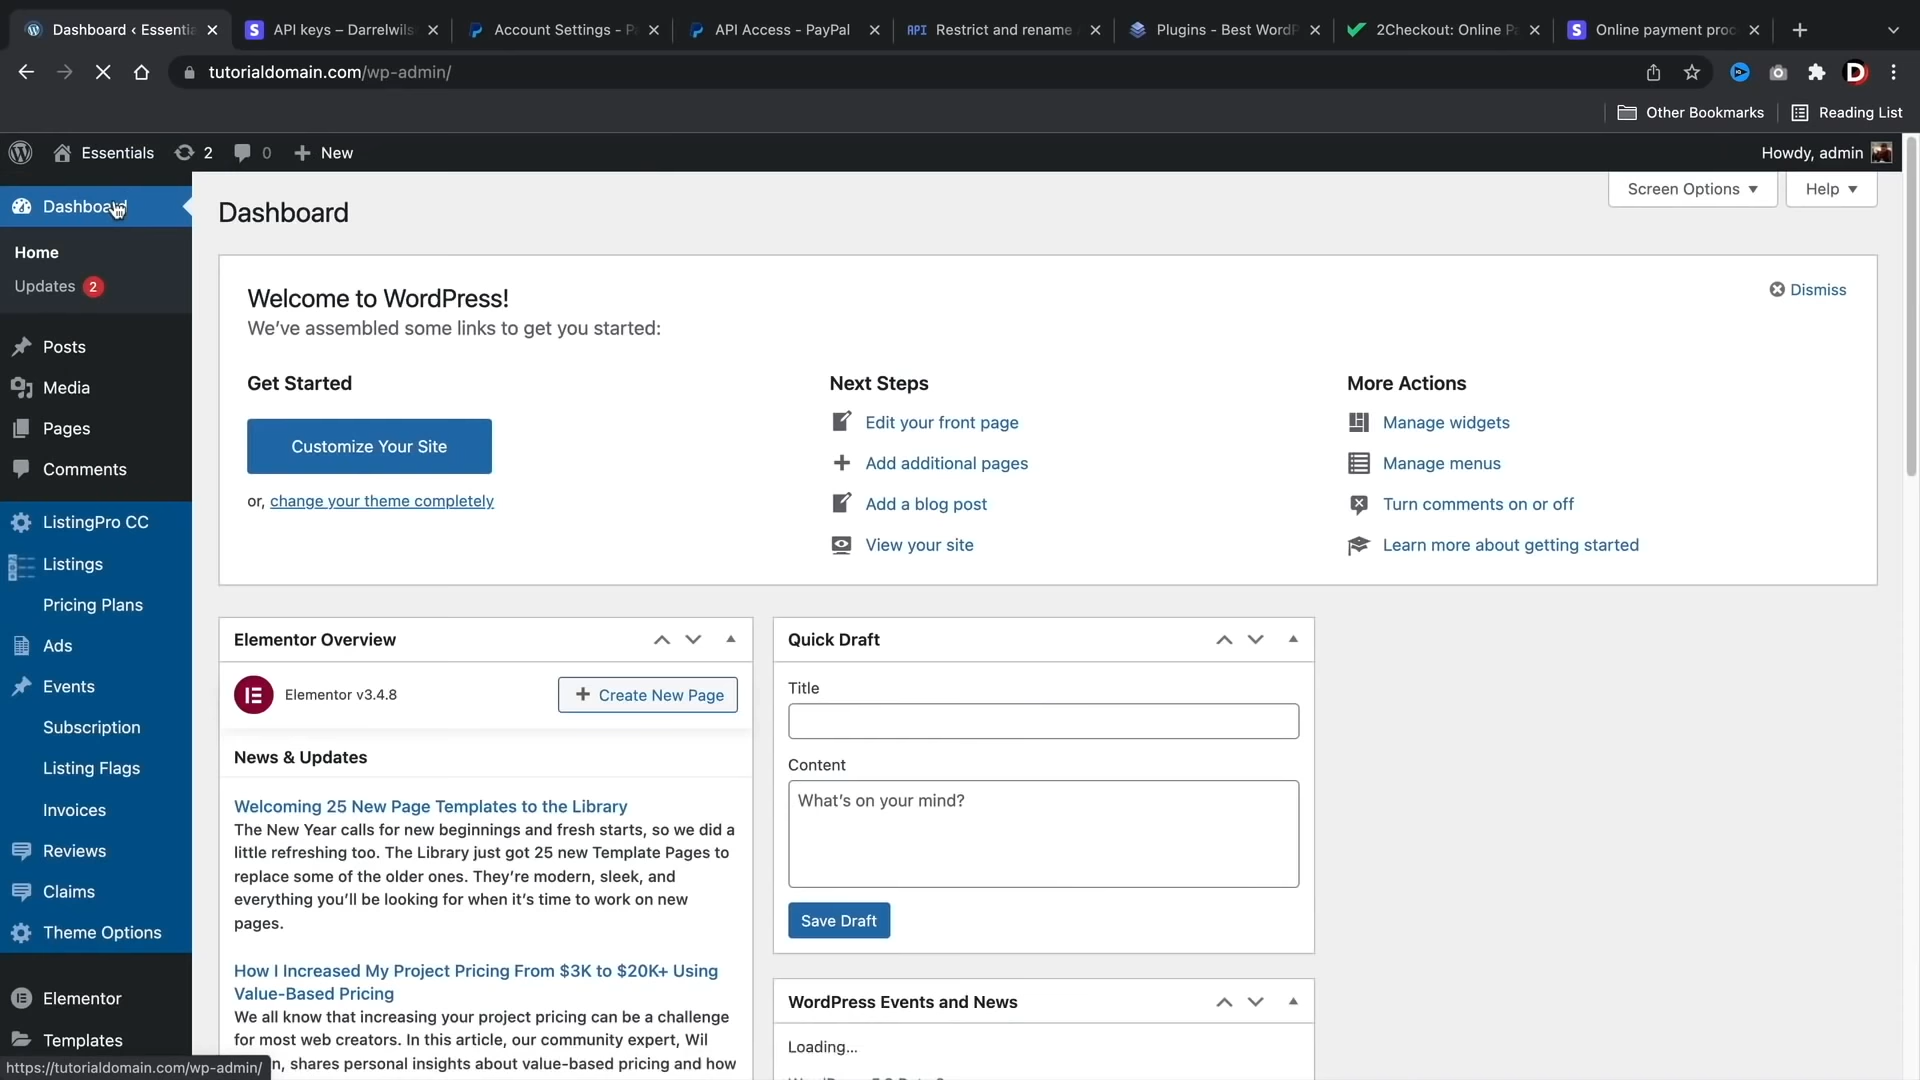 Dashboard ‹ Essentia
API keys – Darrelwils
Account Settings - P
API Access - PayPal
API
Restrict and rename
Plugins - Best WordP
2Checkout: Online P
Online payment proc
tutorialdomain.com/wp-admin/
Other Bookmarks
Reading List
Essentials
2
0
New
Howdy, admin
Dashboard
Home
Updates 2
Posts
Media
Pages
Comments
ListingPro CC
Listings
Pricing Plans
Ads
Events
Subscription
Listing Flags
Invoices
Reviews
Claims
Theme Options
Elementor
Templates
https://tutorialdomain.com/wp-admin/
Screen Options
Help
Dashboard
Welcome to WordPress!
Dismiss
We've assembled some links to get you started:
Get Started
Customize Your Site
or, change your theme completely
Next Steps
Edit your front page
Add additional pages
Add a blog post
View your site
More Actions
Manage widgets
Manage menus
Turn comments on or off
Learn more about getting started
Elementor Overview
Elementor v3.4.8
Create New Page
News & Updates
Welcoming 25 New Page Templates to the Library
The New Year calls for new beginnings and fresh starts, so we did a
little refreshing too. The Library just got 25 new Template Pages to
replace some of the older ones. They're modern, sleek, and
everything you'll be looking for when it's time to work on new
pages.
How I Increased My Project Pricing From $3K to $20K+ Using
Value-Based Pricing
We all know that increasing your project pricing can be a challenge
for most web creators. In this article, our community expert, Wil
n, shares personal insights about value-based pricing and how
Quick Draft
Title
Content
What's on your mind?
Save Draft
WordPress Events and News
Loading...